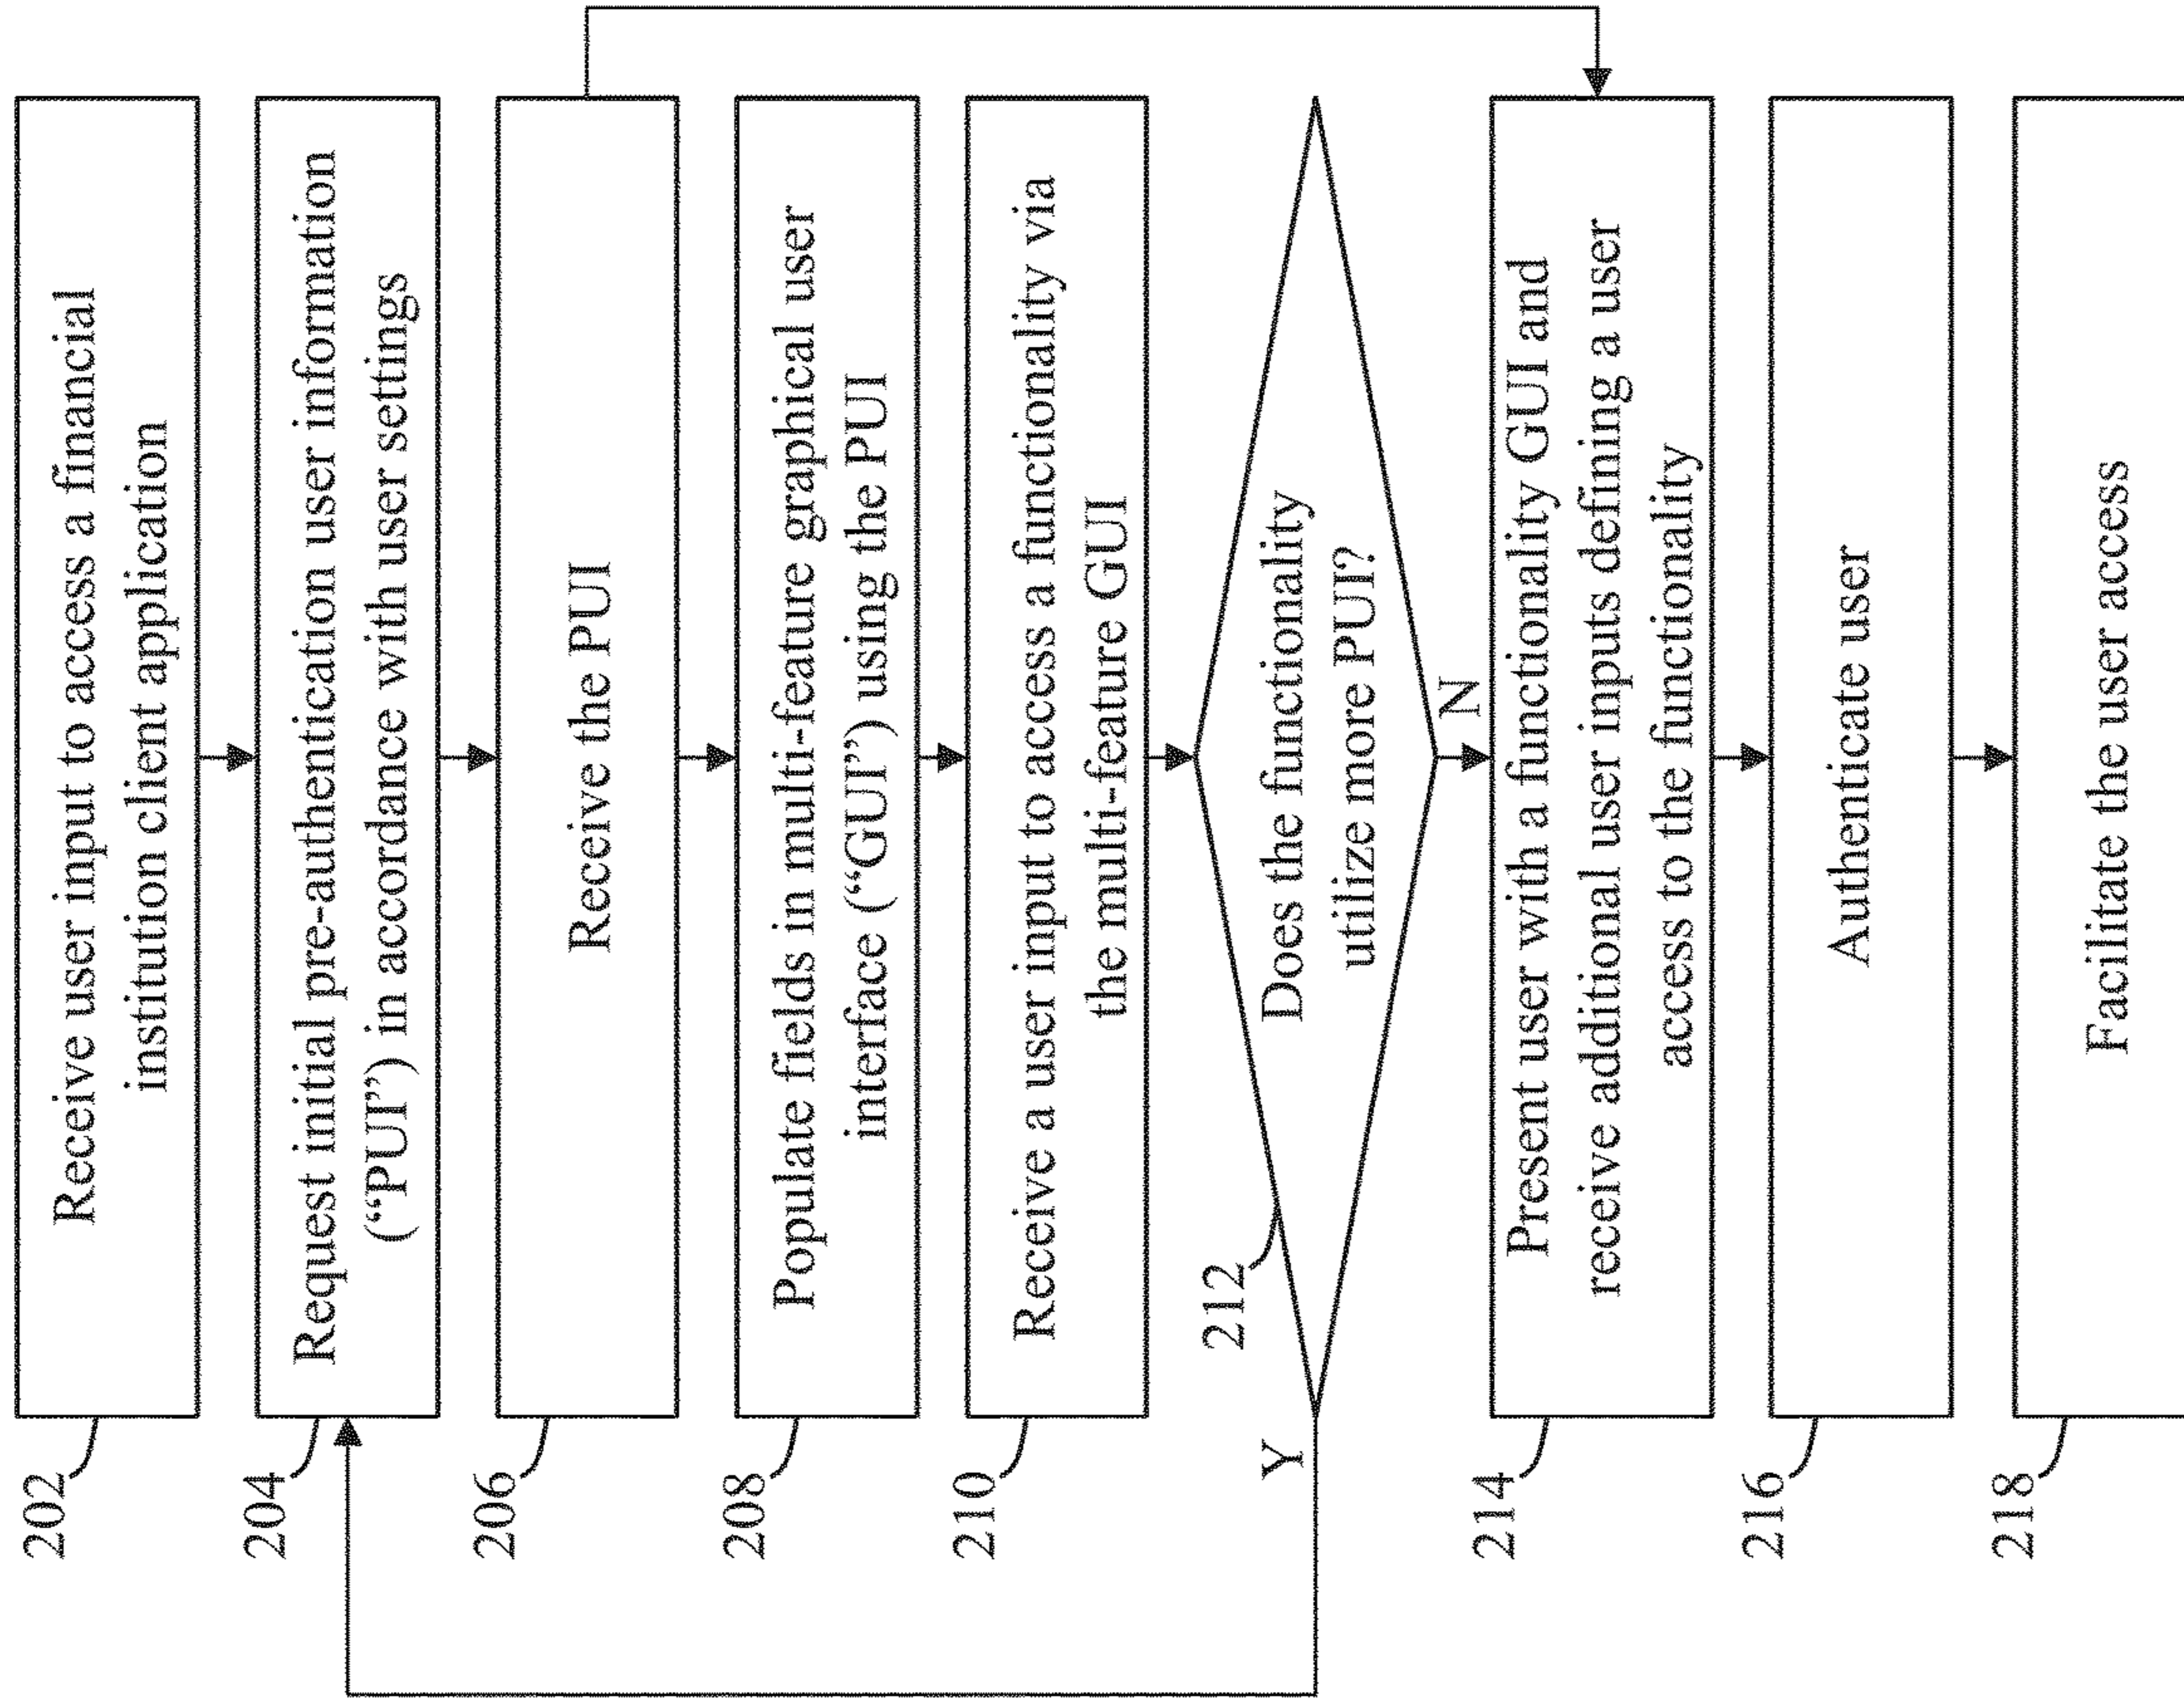 202
Receive user input to access a financial
institution client application
204
Request initial pre-authentication user information
(“PUI”) in accordance with user settings
206
Receive the PUI
208
Populate fields in multi-feature graphical user
interface (“GUI”) using the PUI
210
Receive a user input to access a functionality via
the multi-feature GUI
212
Does the functionality
utilize more PUI?
Y
N
214
Present user with a functionality GUI and
receive additional user inputs defining a user
access to the functionality
216
Authenticate user
218
Facilitate the user access